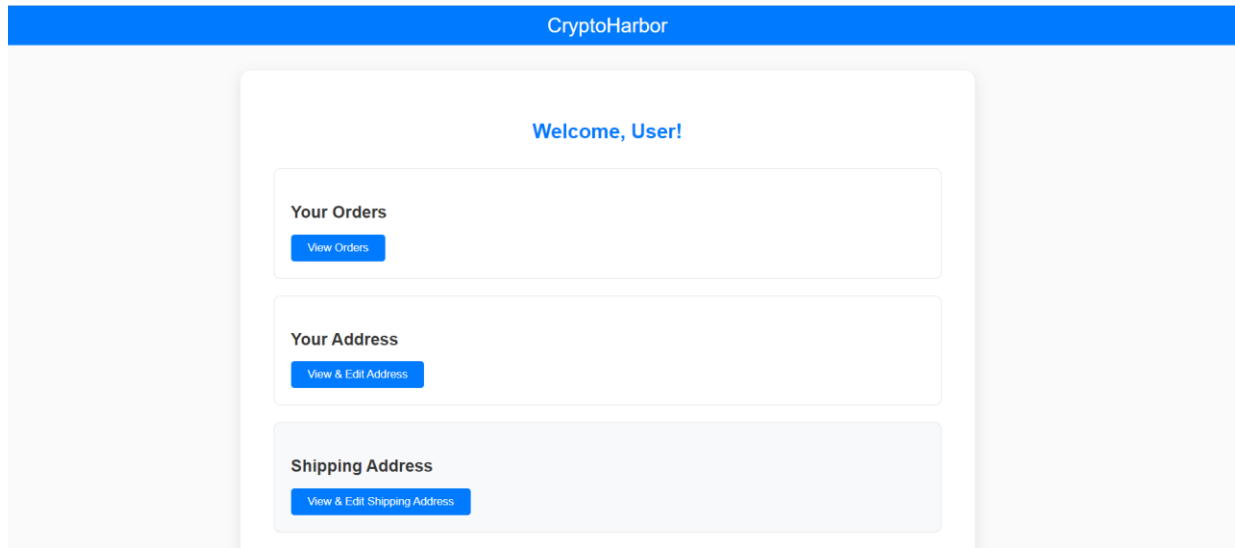 CryptoHarbor
Welcome, User!
Your Orders
View Orders
Your Address
View & Edit Address
Shipping Address
View & Edit Shipping Address